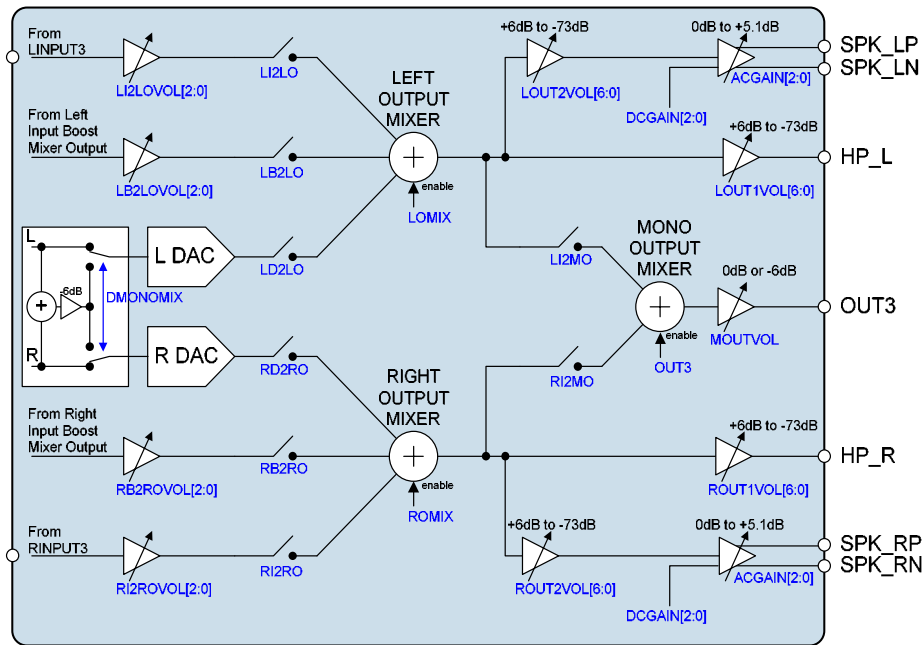 From
LINPUT3
LI2LOVOL[2:0]
LI2LO
LEFT
OUTPUT
MIXER
+6dB to -73dB
LOUT2VOL[6:0]
0dB to +5.1dB
ACGAIN[2:0]
DCGAIN[2:0]
SPK_LP
SPK_LN
From Left
Input Boost
Mixer Output
LB2LOVOL[2:0]
LB2LO
enable
LOMIX
+6dB to -73dB
LOUT1VOL[6:0]
HP_L
L
R
-6dB
DMONOMIX
L DAC
LD2LO
R DAC
RD2RO
LI2MO
RI2MO
MONO
OUTPUT
MIXER
enable
OUT3
0dB or -6dB
MOUTVOL
OUT3
From Right
Input Boost
Mixer Output
RB2ROVOL[2:0]
RB2RO
RIGHT
OUTPUT
MIXER
enable
ROMIX
+6dB to -73dB
ROUT1VOL[6:0]
HP_R
From
RINPUT3
RI2ROVOL[2:0]
RI2RO
+6dB to -73dB
ROUT2VOL[6:0]
0dB to +5.1dB
ACGAIN[2:0]
DCGAIN[2:0]
SPK_RP
SPK_RN